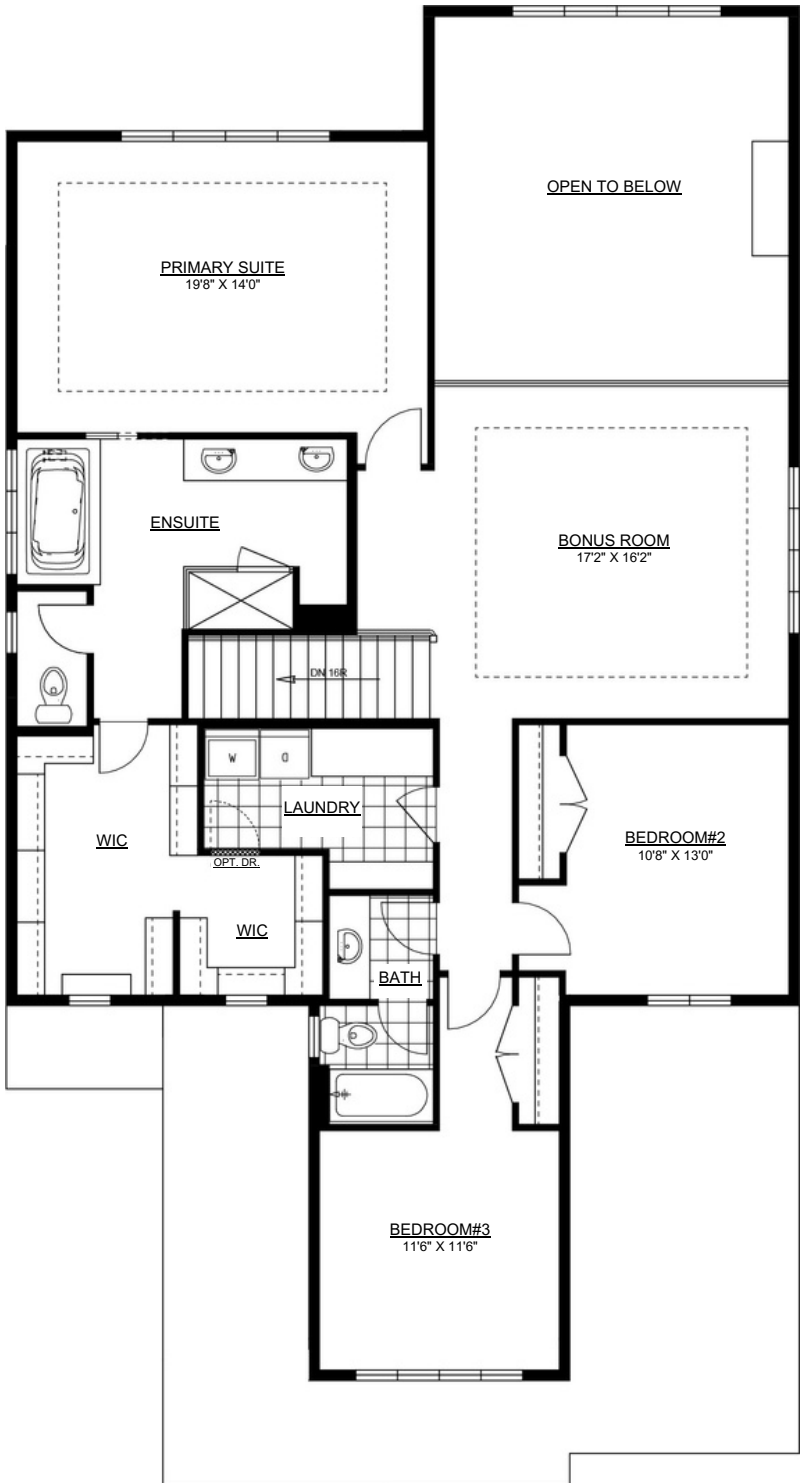 OPEN TO BELOW
PRIMARY SUITE
19'8" X 14'0"
ENSUITE
BONUS ROOM
17'2" X 16'2"
DN 16R
W
D
LAUNDRY
OPT. DR.
WIC
WIC
BEDROOM#2
10'8" X 13'0"
BATH
BEDROOM#3
11'6" X 11'6"